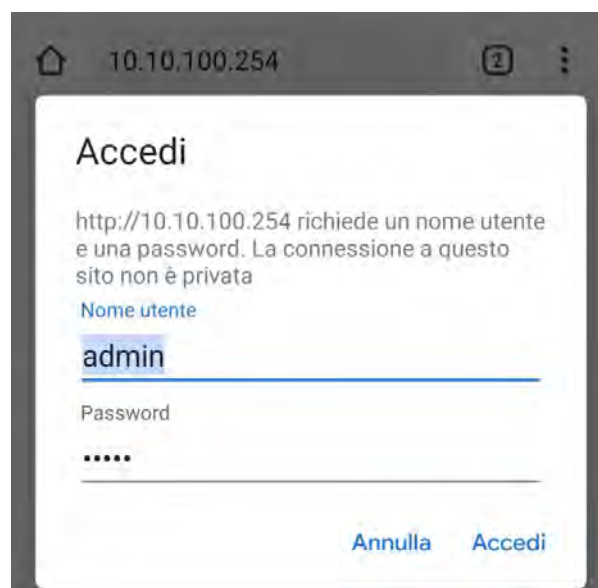 10.10.100.254
2
Accedi
http://10.10.100.254 richiede un nome utente
e una password. La connessione a questo
sito non è privata
Nome utente
admin
Password
•••••
Annulla
Accedi